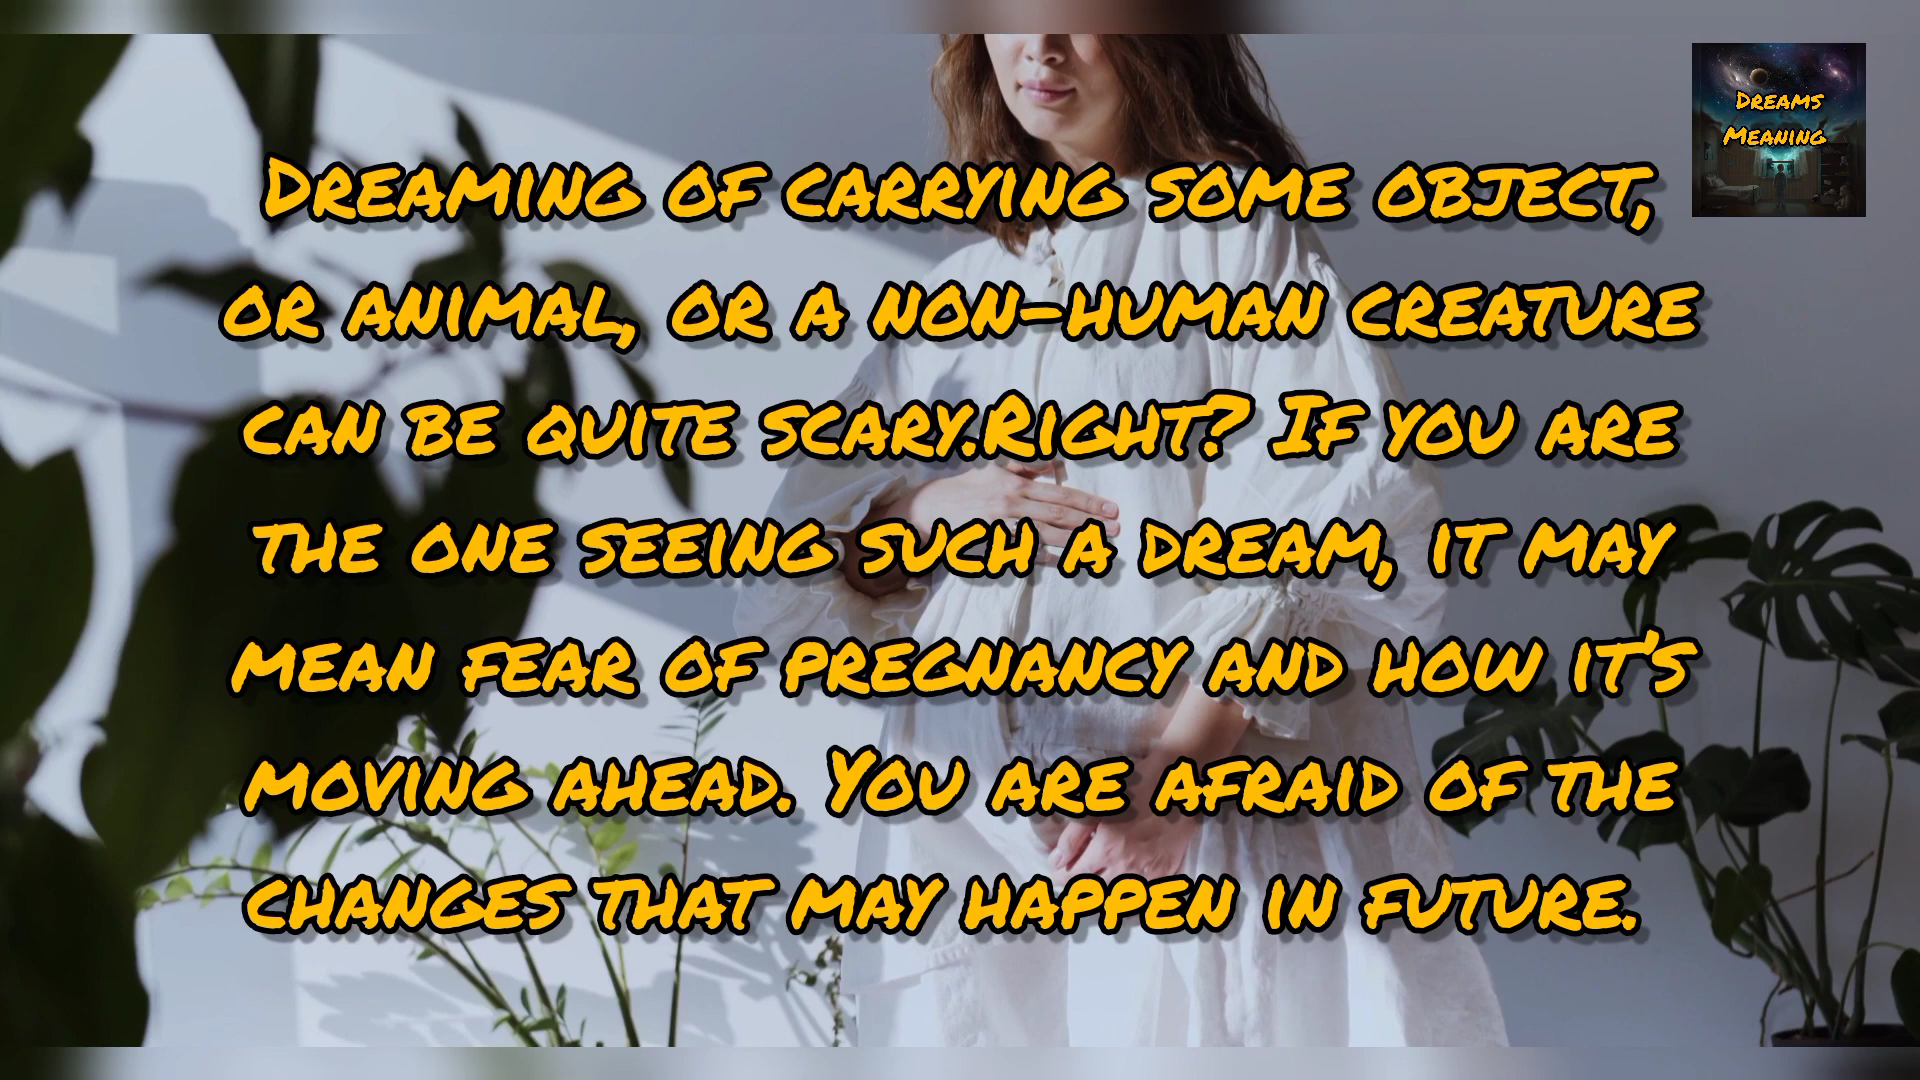 Dreams
Meaning
Dreaming of carrying some object,
or animal, or a non-human creature
can be quite scary.Right? If you are
the one seeing such a dream, it may
mean fear of pregnancy and how it's
moving ahead. You are afraid of the
changes that may happen in future.